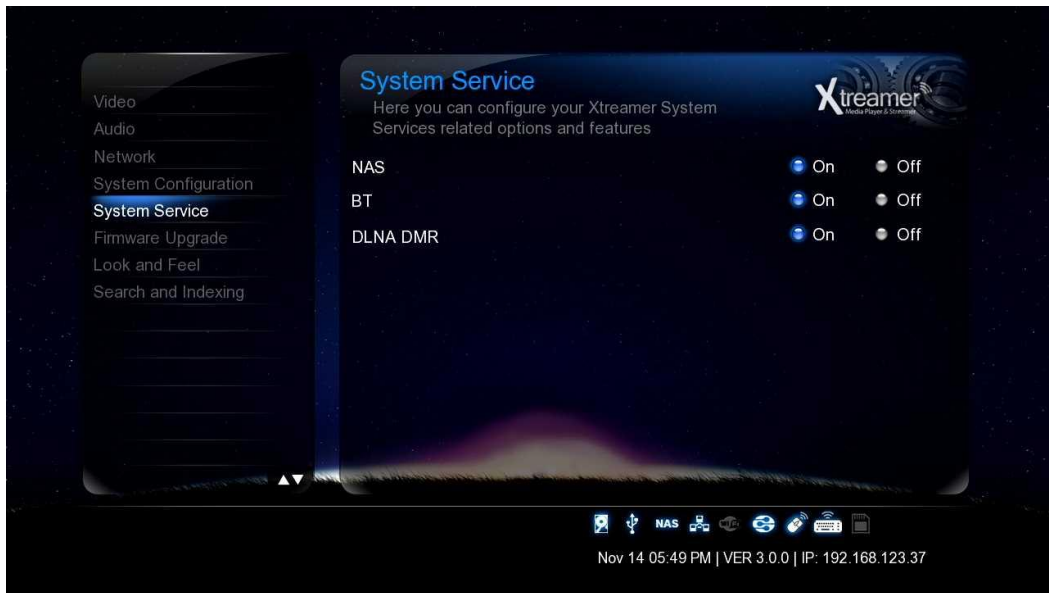 Video
Audio
Network
System Configuration
System Service
Firmware Upgrade
Look and Feel
Search and Indexing
System Service
Here you can configure your Xtreamer System
Services related options and features
Xtreamer
Media Player & Streamer
NAS On Off
BT On Off
DLNA DMR On Off
NAS
Nov 14 05:49 PM | VER 3.0.0 | IP: 192.168.123.37